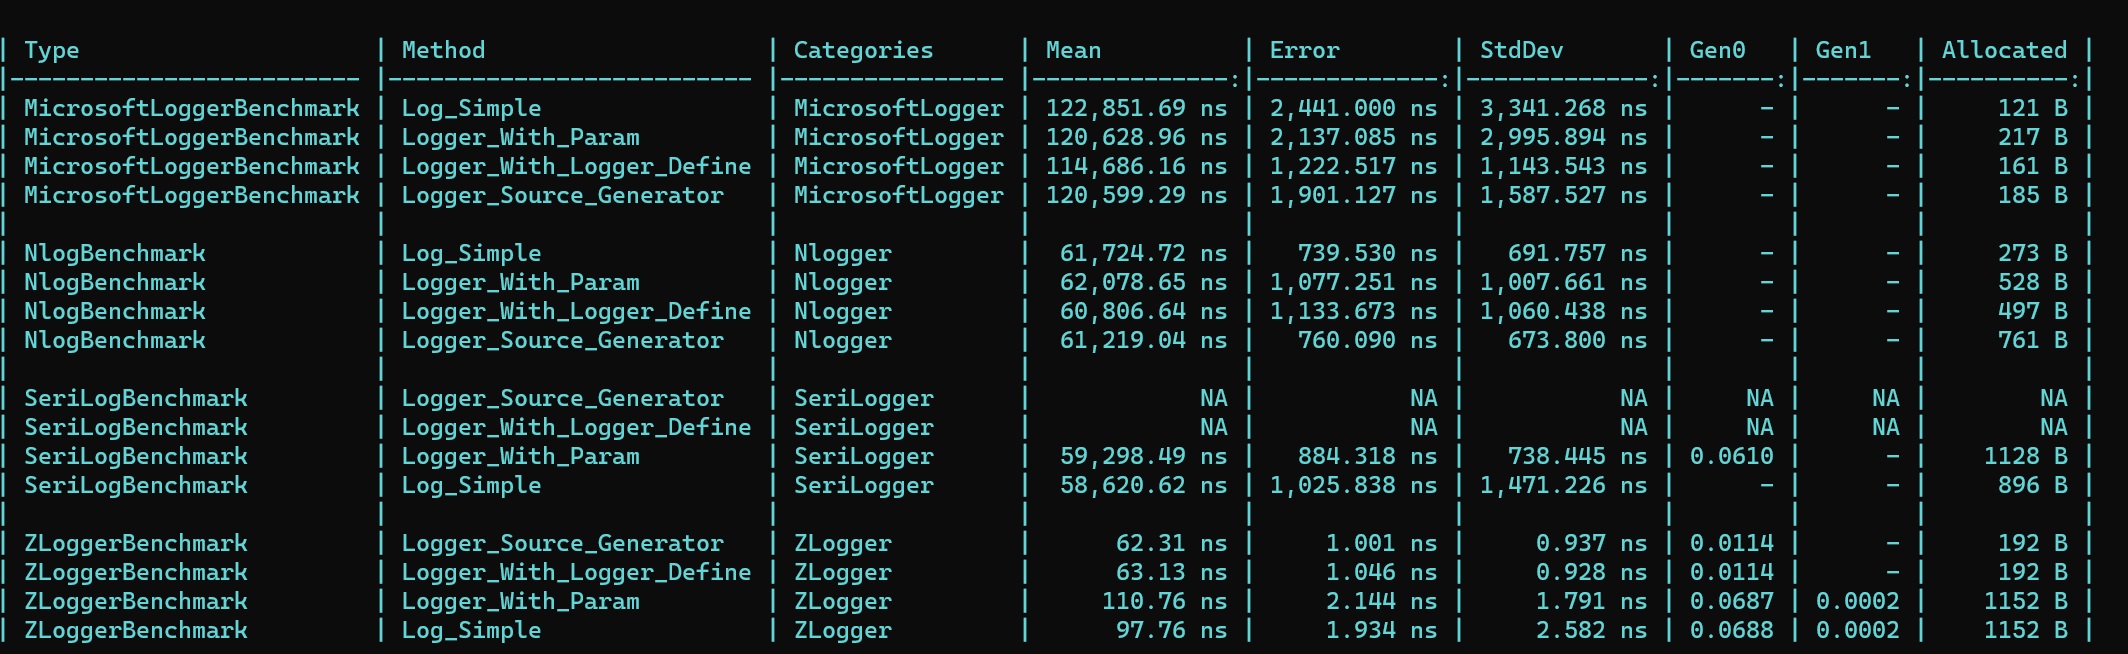 | Type | Method | Categories | Mean | Error | StdDev | Gen0 | Gen1 | Allocated |
|------------------------- |-------------------------- |---------------- |--------------:|-------------:|-------------:|-------:|-------:|----------:|
| MicrosoftLoggerBenchmark | Log_Simple | MicrosoftLogger | 122,851.69 ns | 2,441.000 ns | 3,341.268 ns | - | - | 121 B |
| MicrosoftLoggerBenchmark | Logger_With_Param | MicrosoftLogger | 120,628.96 ns | 2,137.085 ns | 2,995.894 ns | - | - | 217 B |
| MicrosoftLoggerBenchmark | Logger_With_Logger_Define | MicrosoftLogger | 114,686.16 ns | 1,222.517 ns | 1,143.543 ns | - | - | 161 B |
| MicrosoftLoggerBenchmark | Logger_Source_Generator | MicrosoftLogger | 120,599.29 ns | 1,901.127 ns | 1,587.527 ns | - | - | 185 B |
| | | | | | | | | |
| NlogBenchmark | Log_Simple | Nlogger | 61,724.72 ns | 739.530 ns | 691.757 ns | - | - | 273 B |
| NlogBenchmark | Logger_With_Param | Nlogger | 62,078.65 ns | 1,077.251 ns | 1,007.661 ns | - | - | 528 B |
| NlogBenchmark | Logger_With_Logger_Define | Nlogger | 60,806.64 ns | 1,133.673 ns | 1,060.438 ns | - | - | 497 B |
| NlogBenchmark | Logger_Source_Generator | Nlogger | 61,219.04 ns | 760.090 ns | 673.800 ns | - | - | 761 B |
| | | | | | | | | |
| SeriLogBenchmark | Logger_Source_Generator | SeriLogger | NA | NA | NA | NA | NA | NA |
| SeriLogBenchmark | Logger_With_Logger_Define | SeriLogger | NA | NA | NA | NA | NA | NA |
| SeriLogBenchmark | Logger_With_Param | SeriLogger | 59,298.49 ns | 884.318 ns | 738.445 ns | 0.0610 | - | 1128 B |
| SeriLogBenchmark | Log_Simple | SeriLogger | 58,620.62 ns | 1,025.838 ns | 1,471.226 ns | - | - | 896 B |
| | | | | | | | | |
| ZLoggerBenchmark | Logger_Source_Generator | ZLogger | 62.31 ns | 1.001 ns | 0.937 ns | 0.0114 | - | 192 B |
| ZLoggerBenchmark | Logger_With_Logger_Define | ZLogger | 63.13 ns | 1.046 ns | 0.928 ns | 0.0114 | - | 192 B |
| ZLoggerBenchmark | Logger_With_Param | ZLogger | 110.76 ns | 2.144 ns | 1.791 ns | 0.0687 | 0.0002 | 1152 B |
| ZLoggerBenchmark | Log_Simple | ZLogger | 97.76 ns | 1.934 ns | 2.582 ns | 0.0688 | 0.0002 | 1152 B |